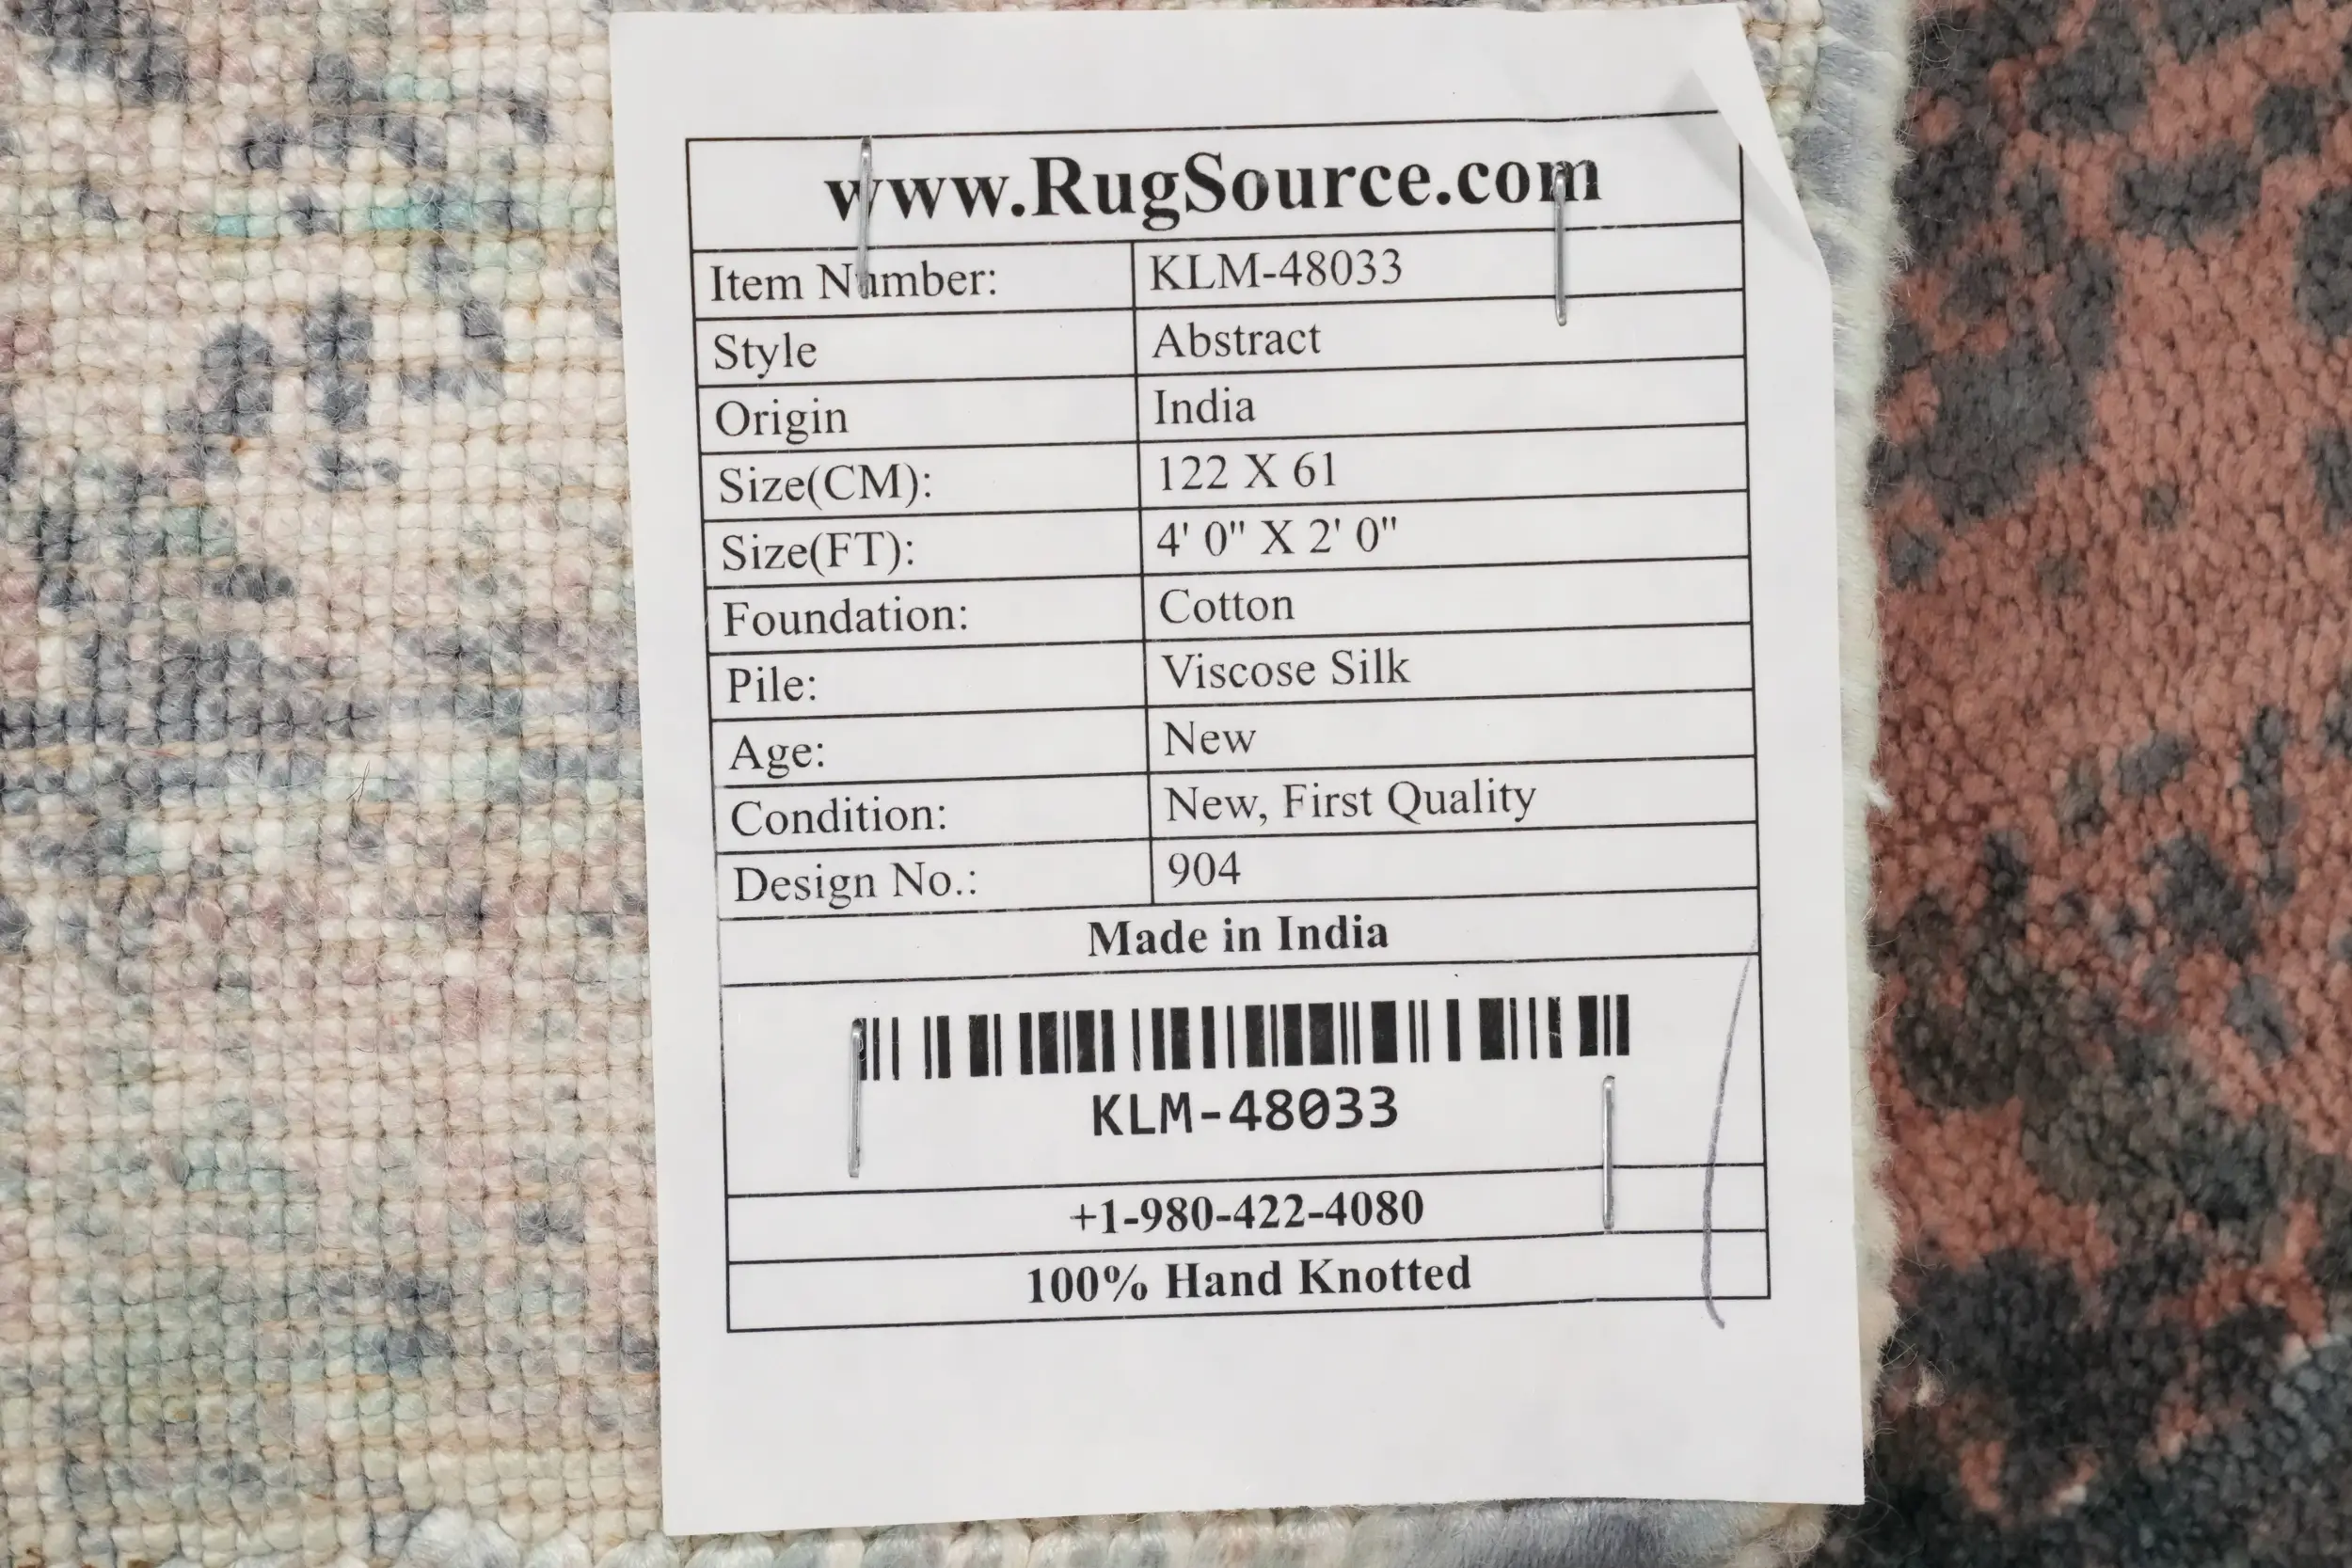 www.RugSource.com
Item Number: KLM-48033
Style Abstract
Origin India
Size(CM): 122 X 61
Size(FT): 4' 0" X 2' 0"
Foundation: Cotton
Pile: Viscose Silk
Age: New
Condition: New, First Quality
Design No.: 904
Made in India
KLM-48033
+1-980-422-4080
100% Hand Knotted